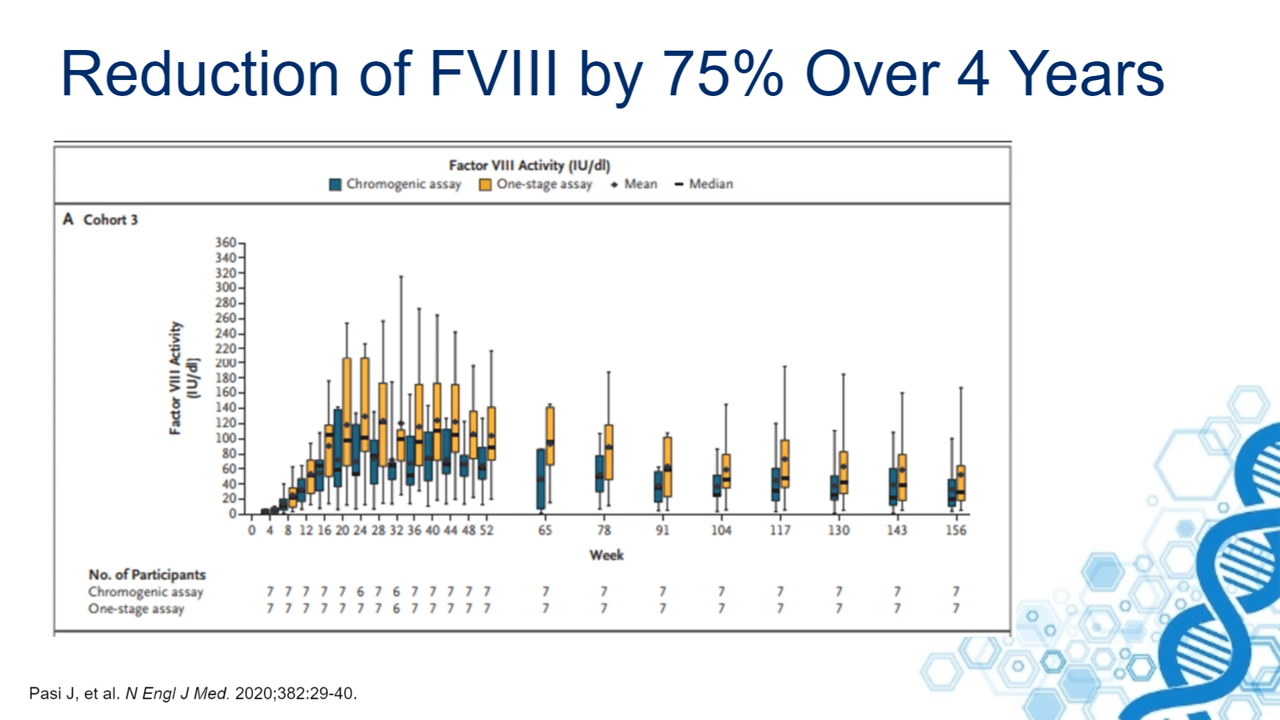 Reduction of FVIII by 75% Over 4 Years
Factor VIII Activity (IU/dl)
Chromogenic assay One-stage assay Mean Median
A Cohort 3
Factor VIII Activity
(IU/dl)
360
340
320
300
280
260
240
220
200
180
160
140
120
100
80
60
40
20
0
0 4 8 12 16 20 24 28 32 36 40 44 48 52 65 78 91 104 117 130 143 156
Week
No. of Participants
Chromogenic assay 7 7 7 7 7 6 7 6 7 7 7 7 7 7 7 7 7 7 7 7 7
One-stage assay 7 7 7 7 7 7 7 6 7 7 7 7 7 7 7 7 7 7 7 7 7
Pasi J, et al. N Engl J Med. 2020;382:29-40.